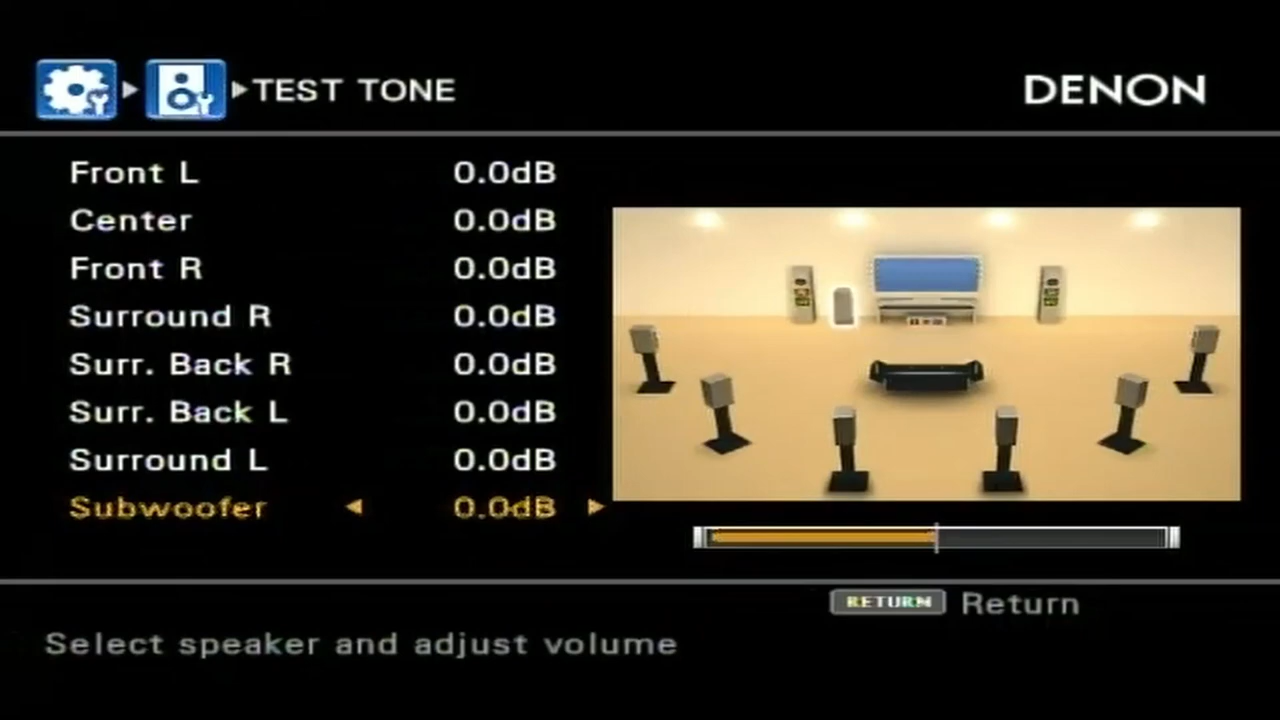 TEST TONE
DENON
Front L 0.0dB
Center 0.0dB
Front R 0.0dB
Surround R 0.0dB
Surr. Back R 0.0dB
Surr. Back L 0.0dB
Surround L 0.0dB
Subwoofer 0.0dB
RETURN Return
Select speaker and adjust volume